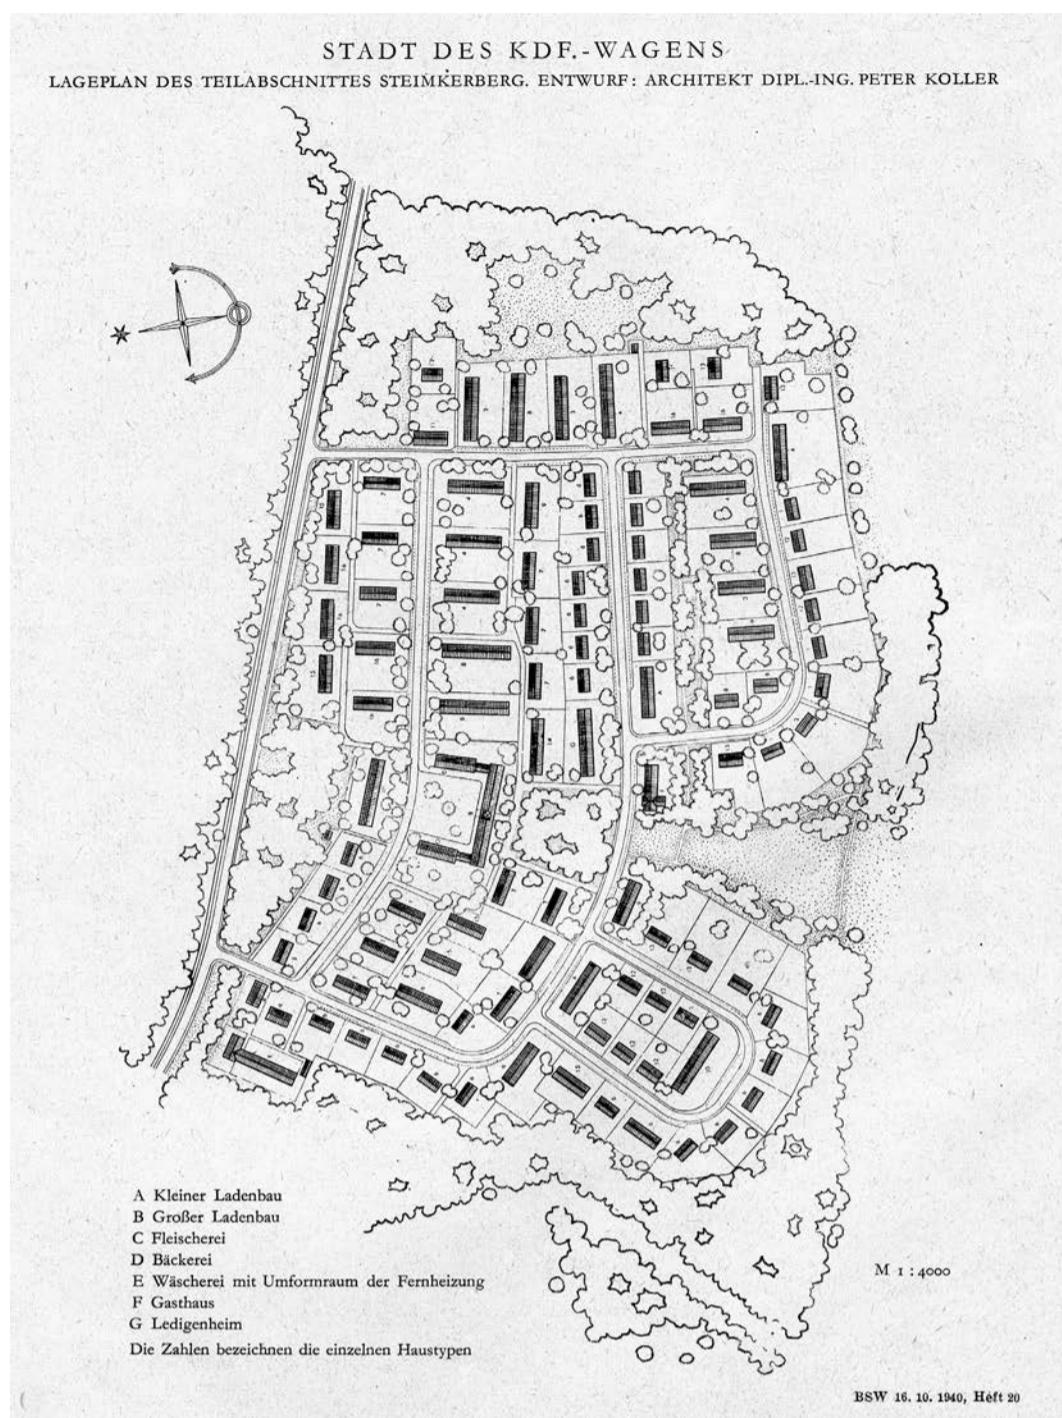 STADT DES KDF.-WAGENS
LAGEPLAN DES TEILABSCHNITTES STEIMKERBERG. ENTWURF: ARCHITEKT DIPL.-ING. PETER KOLLER
A Kleiner Ladenbau
B Großer Ladenbau
C Fleischerei
D Bäckerei
E Wäscherei mit Umformraum der Fernheizung
F Gasthaus
G Ledigenheim
Die Zahlen bezeichnen die einzelnen Haustypen
M 1 : 4000
BSW 16. 10. 1940, Heft 20